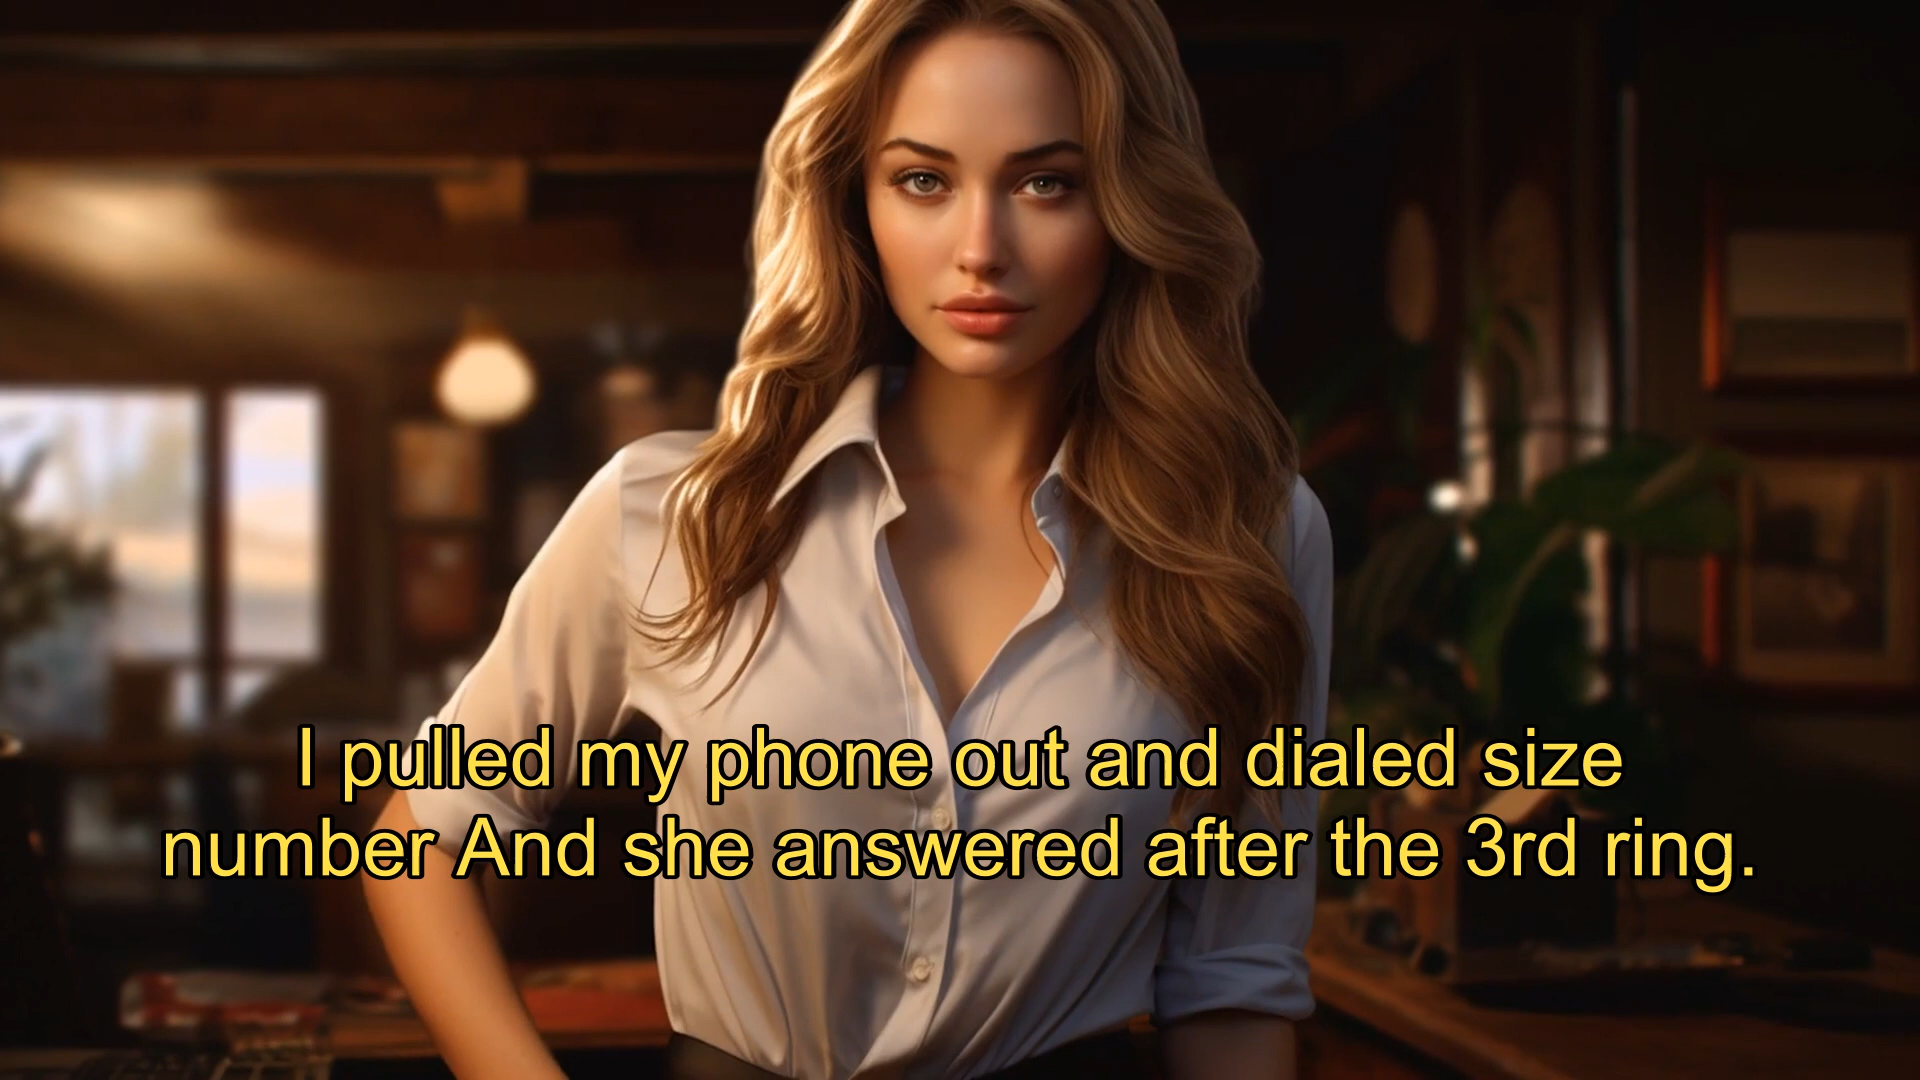 I pulled my phone out and dialed size
number And she answered after the 3rd ring.